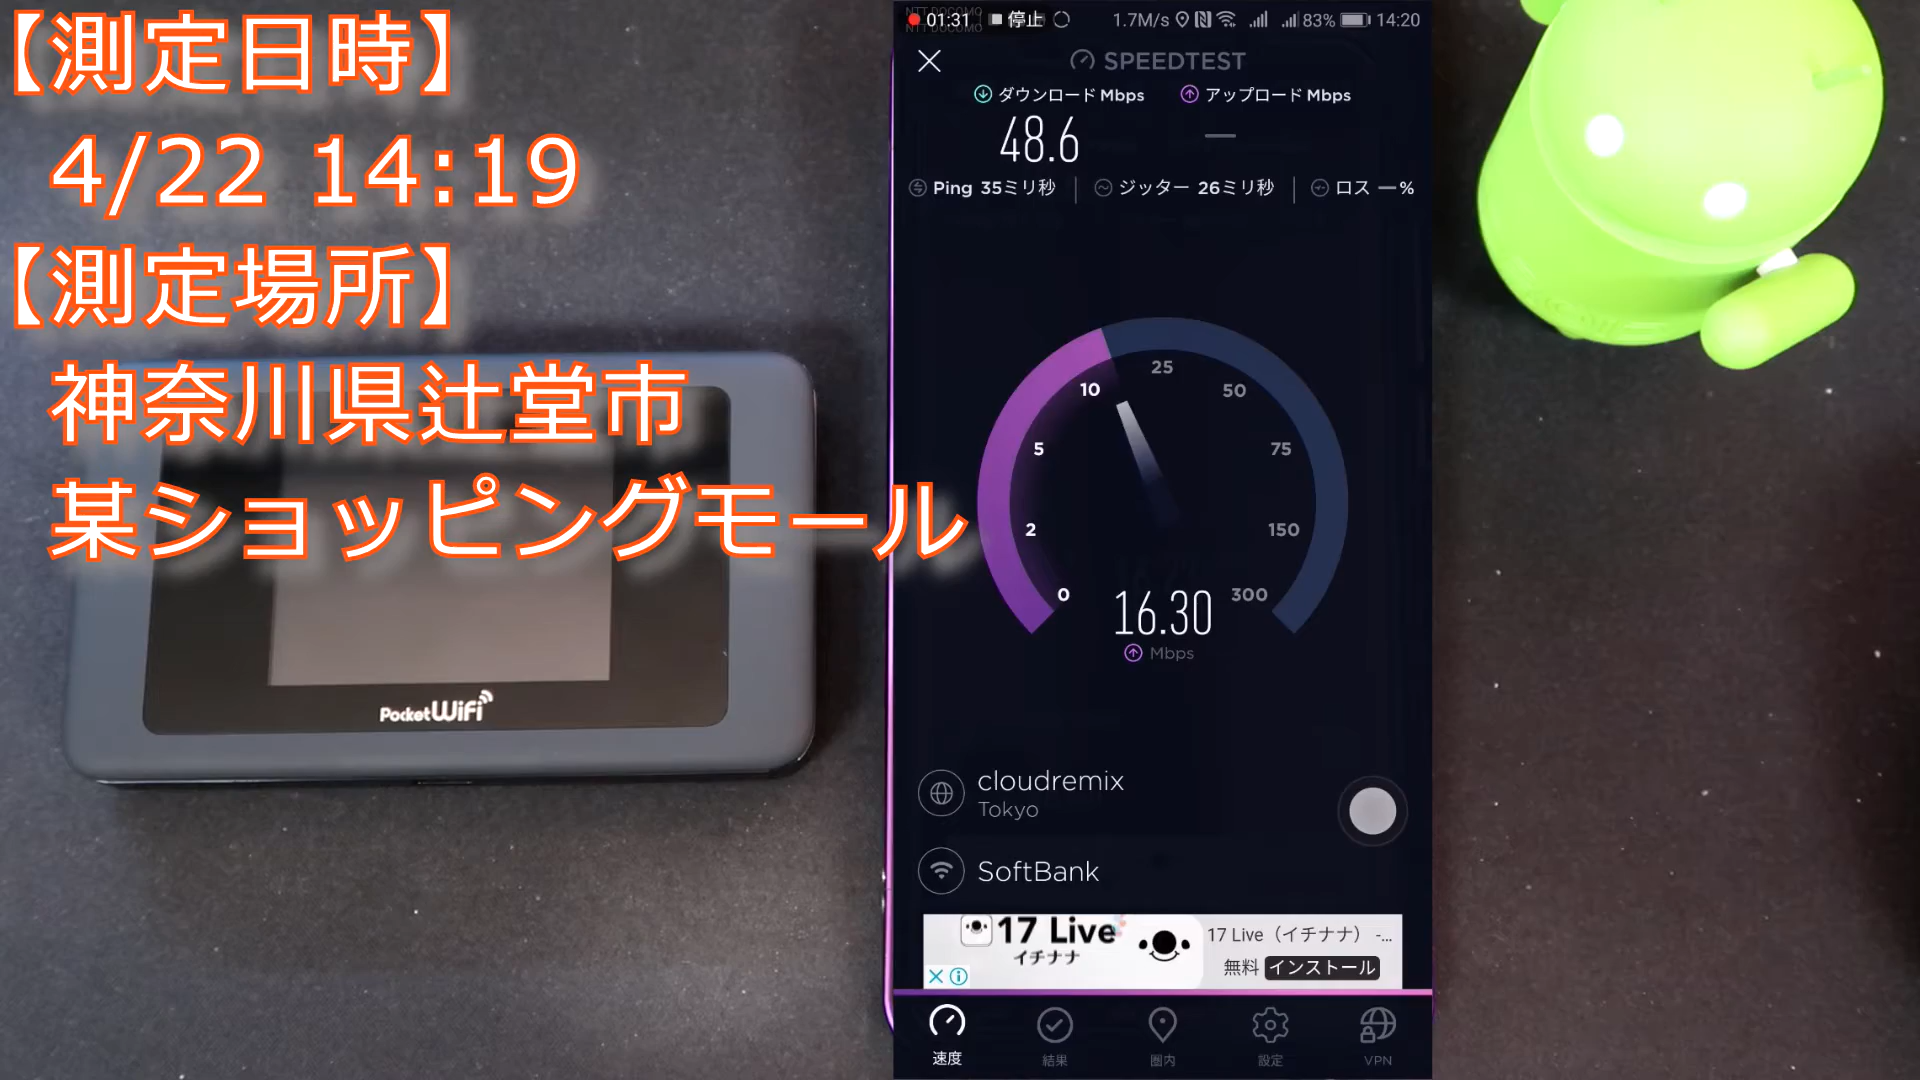 【測定日時】
4/22 14:19
【測定場所】
神奈川県辻堂市
某ショッピングモール
Pocket WiFi
NTT DOCOMO
NTT DOCOMO
01:31 停止 1.7M/s 83% 14:20
SPEEDTEST
ダウンロード Mbps アップロード Mbps
48.6 —
Ping 35ミリ秒 ジッター 26ミリ秒 ロス —%
0
2
5
10
25
50
75
150
300
16.30
Mbps
cloudremix
Tokyo
SoftBank
17 Live
イチナナ
17 Live（イチナナ） -...
無料 インストール
速度 結果 圏内 設定 VPN